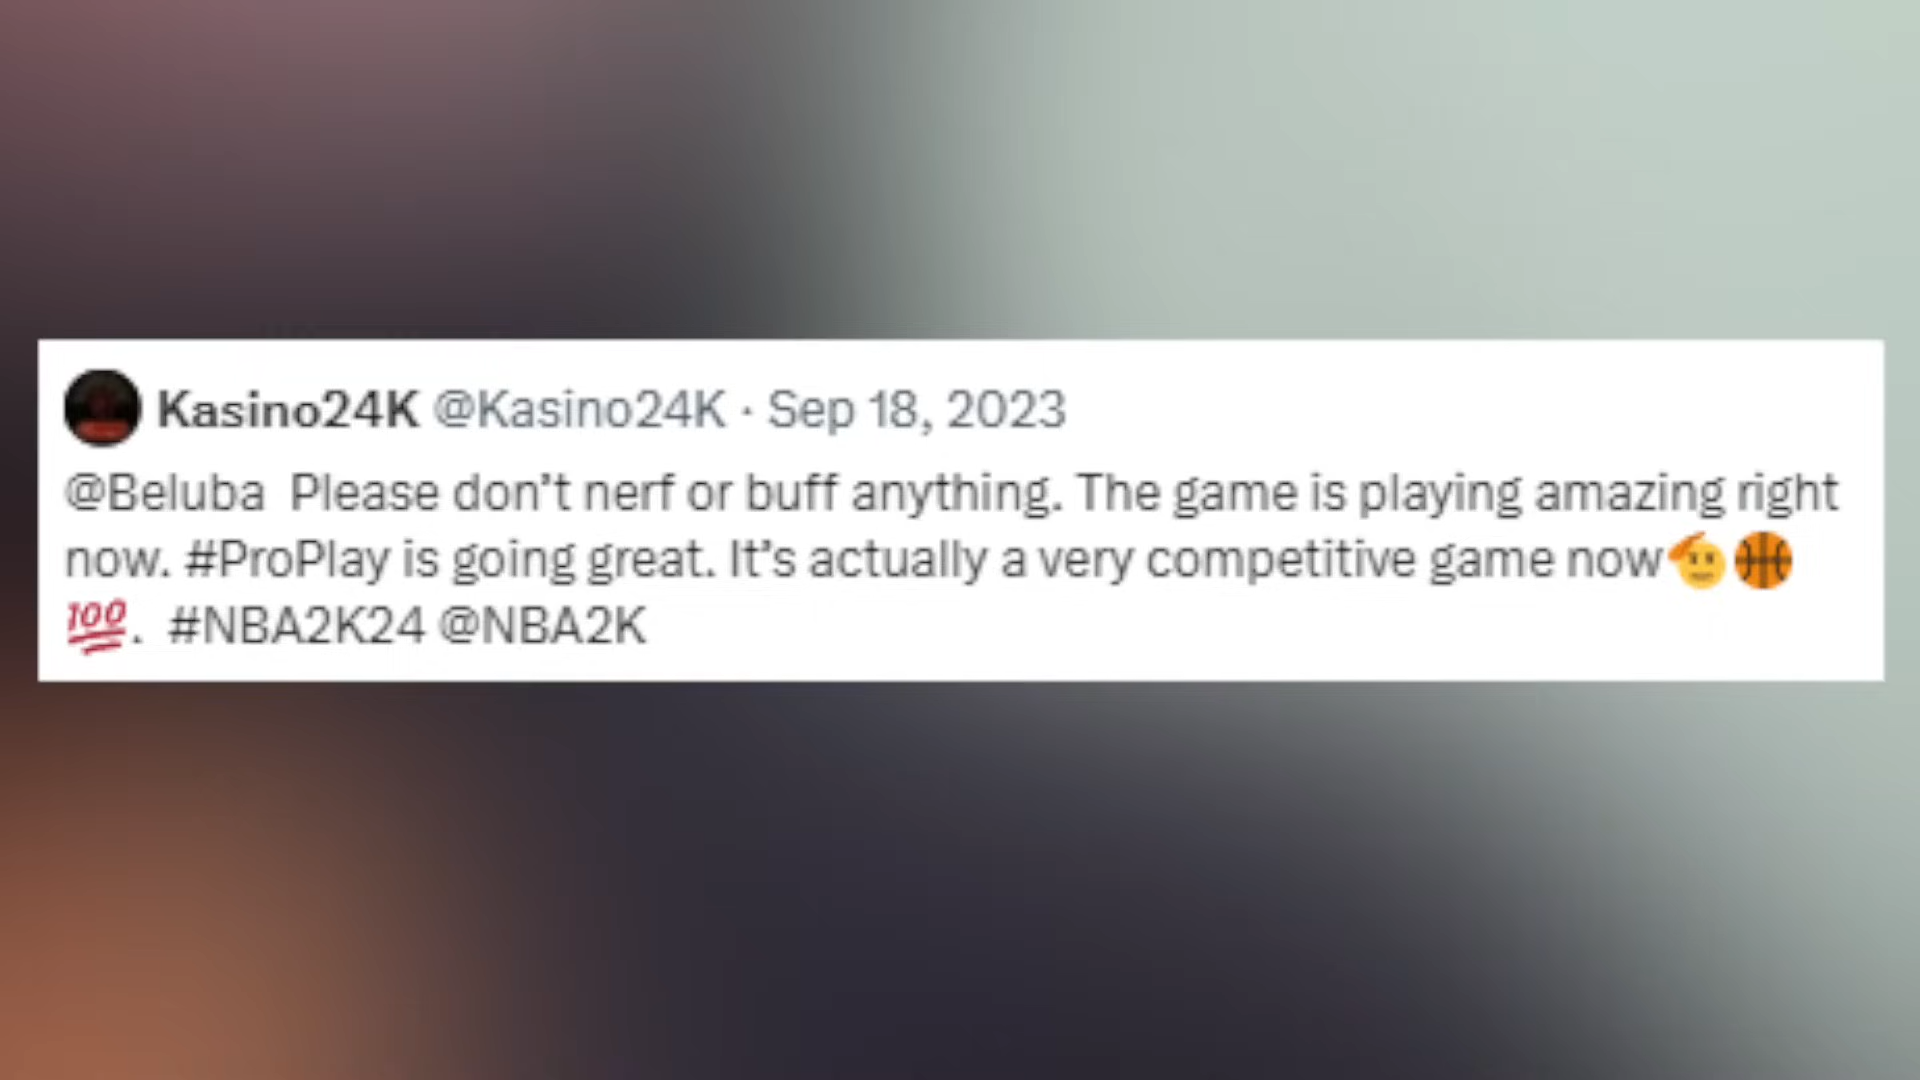 Kasino24K @Kasino24K · Sep 18, 2023
@Beluba  Please don’t nerf or buff anything. The game is playing amazing right
now. #ProPlay is going great. It’s actually a very competitive game now🫡🏀
💯.  #NBA2K24 @NBA2K